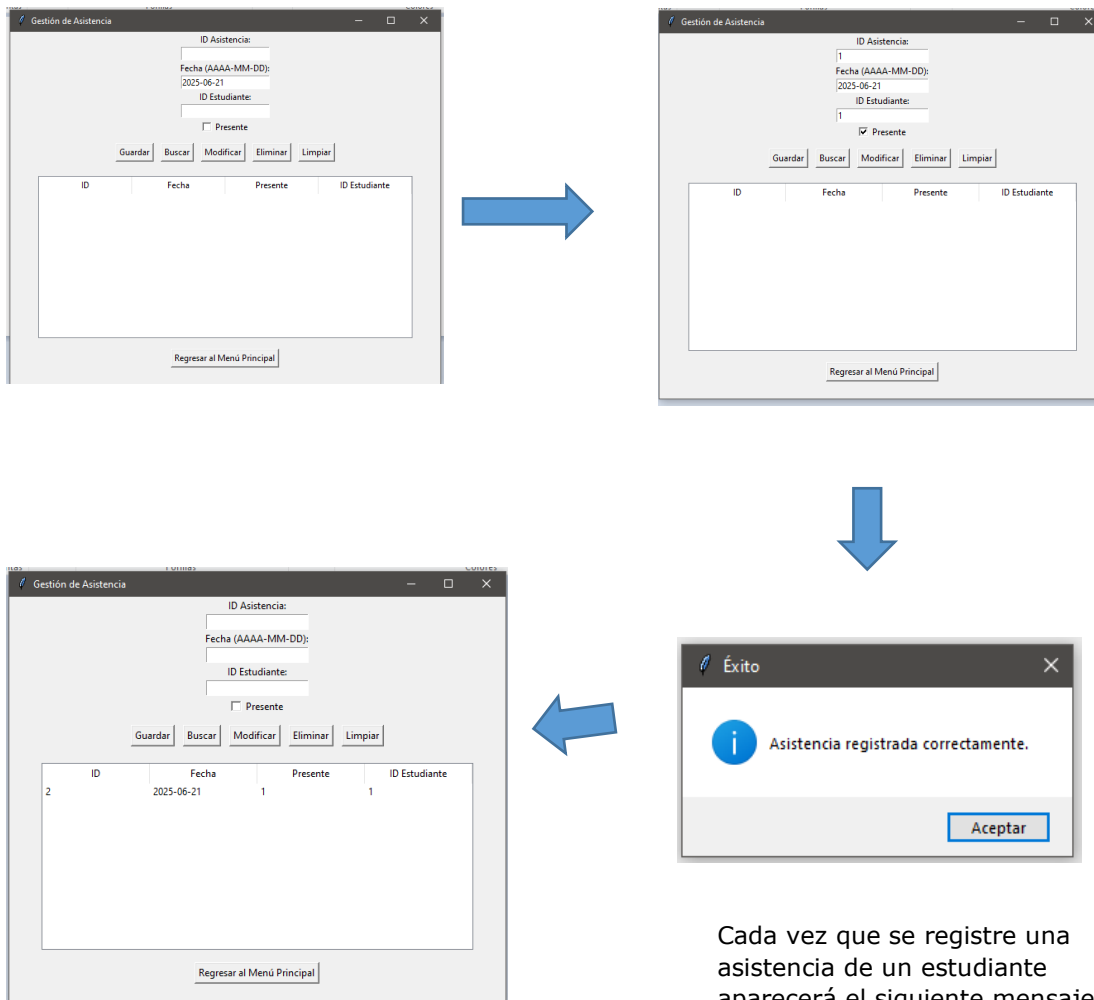 Gestión de Asistencia
ID Asistencia:
Fecha (AAAA-MM-DD):
2025-06-21
ID Estudiante:
Presente
Guardar Buscar Modificar Eliminar Limpiar
ID Fecha Presente ID Estudiante
Regresar al Menú Principal
Gestión de Asistencia
ID Asistencia:
1
Fecha (AAAA-MM-DD):
2025-06-21
ID Estudiante:
1
Presente
Guardar Buscar Modificar Eliminar Limpiar
ID Fecha Presente ID Estudiante
Regresar al Menú Principal
Éxito
Asistencia registrada correctamente.
Aceptar
Cada vez que se registre una
asistencia de un estudiante
aparecerá el siguiente mensaje
Gestión de Asistencia
ID Asistencia:
Fecha (AAAA-MM-DD):
ID Estudiante:
Presente
Guardar Buscar Modificar Eliminar Limpiar
ID Fecha Presente ID Estudiante
2 2025-06-21 1 1
Regresar al Menú Principal